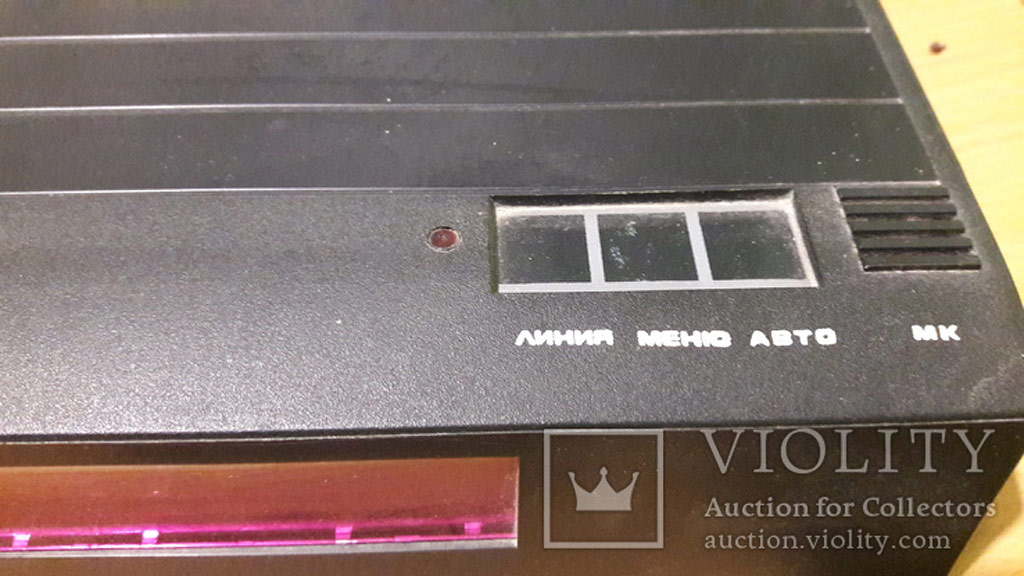 ЛИНИЯ МЕНЮ АВТО МК
VIOLITY
Auction for Collectors
auction.violity.com